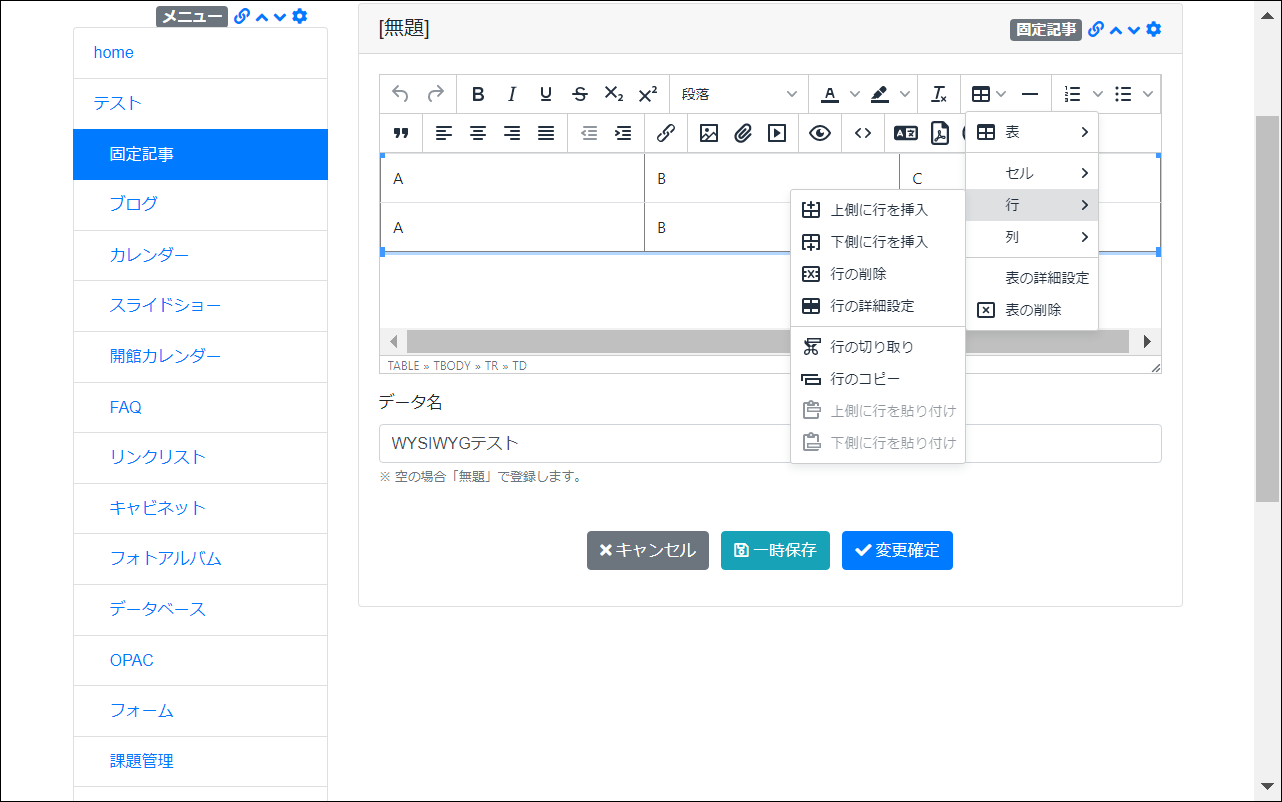 メニュー
home
テスト
固定記事
ブログ
カレンダー
スライドショー
開館カレンダー
FAQ
リンクリスト
キャビネット
フォトアルバム
データベース
OPAC
フォーム
課題管理
[無題]
固定記事
段落
A B C
A B
表
セル
行
列
表の詳細設定
表の削除
上側に行を挿入
下側に行を挿入
行の削除
行の詳細設定
行の切り取り
行のコピー
上側に行を貼り付け
下側に行を貼り付け
TABLE » TBODY » TR » TD
データ名
WYSIWYGテスト
※ 空の場合「無題」で登録します。
キャンセル 一時保存 変更確定